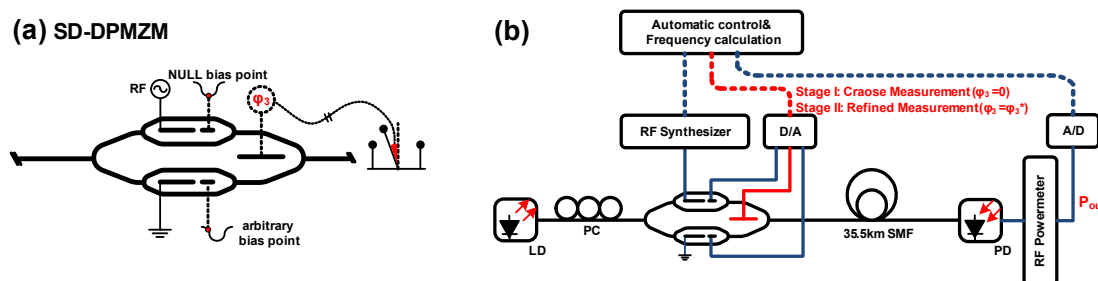 (a) SD-DPMZM
NULL bias point
RF
φ3
arbitrary
bias point
(b)
Automatic control&
Frequency calculation
Stage I: Craose Measurement(φ3 =0)
Stage II: Refined Measurement(φ3 =φ3*)
RF Synthesizer
D/A
A/D
LD
PC
35.5km SMF
PD
RF Powermeter